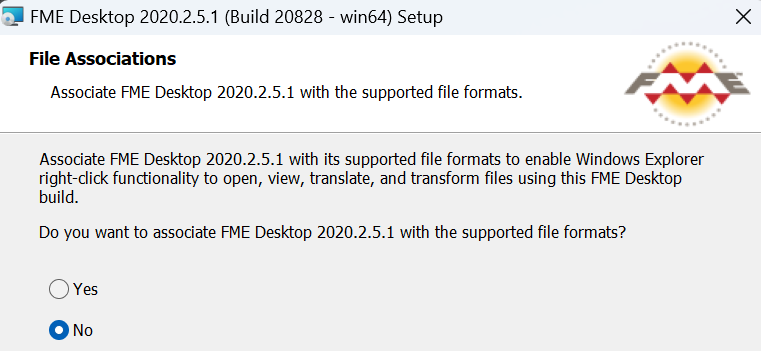 FME Desktop 2020.2.5.1 (Build 20828 - win64) Setup
File Associations
Associate FME Desktop 2020.2.5.1 with the supported file formats.
FME
Associate FME Desktop 2020.2.5.1 with its supported file formats to enable Windows Explorer
right-click functionality to open, view, translate, and transform files using this FME Desktop
build.
Do you want to associate FME Desktop 2020.2.5.1 with the supported file formats?
Yes
No